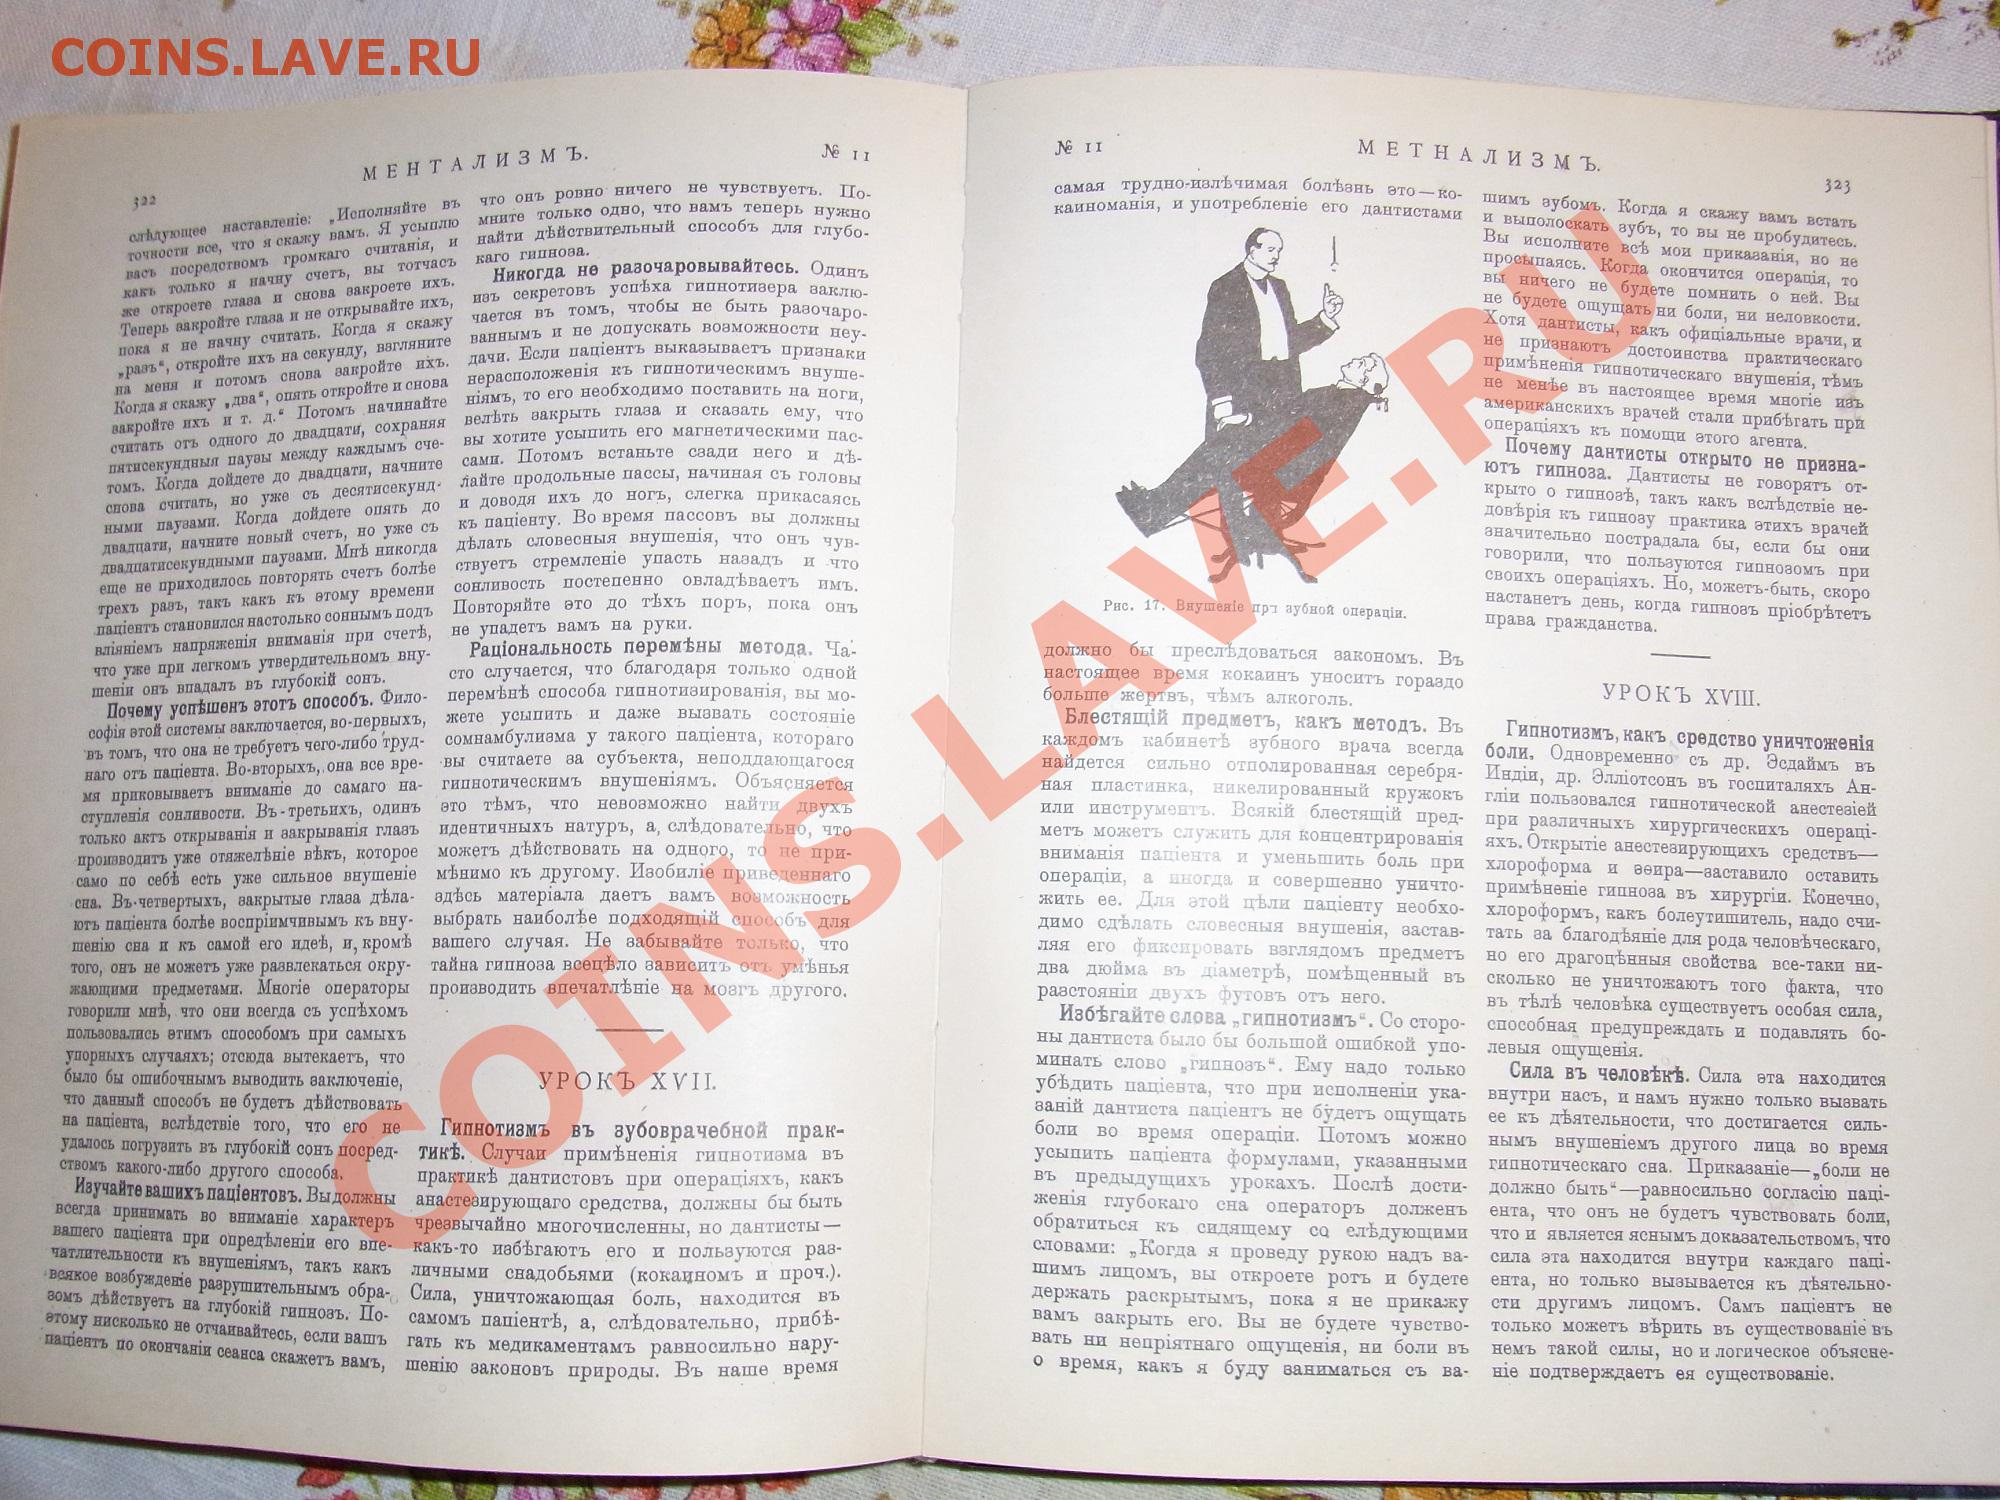 COINS.LAVE.RU
322
МЕНТАЛИЗМЪ.
№ 11
слѣдующее наставленіе: „Исполняйте въ
точности все, что я скажу вамъ. Я усыплю
васъ посредствомъ громкаго считанія, и
какъ только я начну счетъ, вы тотчасъ
же откроете глаза и снова закроете ихъ.
Теперь закройте глаза и не открывайте ихъ,
пока я не начну считать. Когда я скажу
„разъ“, откройте ихъ на секунду, взгляните
на меня и потомъ снова закройте ихъ.
Когда я скажу „два“, опять откройте и снова
закройте ихъ и т. д.“ Потомъ начинайте
считать отъ одного до двадцати, сохраняя
пятисекундныя паузы между каждымъ сче-
томъ. Когда дойдете до двадцати, начните
снова считать, но уже съ десятисекунд-
ными паузами. Когда дойдете опять до
двадцати, начните новый счетъ, но уже съ
двадцатисекундными паузами. Мнѣ никогда
еще не приходилось повторять счетъ болѣе
трехъ разъ, такъ какъ къ этому времени
паціентъ становился настолько соннымъ подъ
вліяніемъ напряженія вниманія при счетѣ,
что уже при легкомъ утвердительномъ вну-
шеніи онъ впадалъ въ глубокій сонъ.
Почему успѣшенъ этотъ способъ. Фило-
софія этой системы заключается, во-первыхъ,
въ томъ, что она не требуетъ чего-либо труд-
наго отъ паціента. Во-вторыхъ, она все вре-
мя приковываетъ вниманіе до самаго на-
ступленія сонливости. Въ-третьихъ, одинъ
только актъ открыванія и закрыванія глазъ
производитъ уже отяжелѣніе вѣкъ, которое
само по себѣ есть уже сильное внушеніе
сна. Въ-четвертыхъ, закрытые глаза дѣла-
ютъ паціента болѣе воспріимчивымъ къ вну-
шенію сна и къ самой его идеѣ, и, кромѣ
того, онъ не можетъ уже развлекаться окру-
жающими предметами. Многіе операторы
говорили мнѣ, что они всегда съ успѣхомъ
пользовались этимъ способомъ при самыхъ
упорныхъ случаяхъ; отсюда вытекаетъ, что
было бы ошибочнымъ выводить заключеніе,
что данный способъ не будетъ дѣйствовать
на паціента, вслѣдствіе того, что его не
удалось погрузить въ глубокій сонъ посред-
ствомъ какого-либо другого способа.
Изучайте вашихъ паціентовъ. Вы должны
всегда принимать во вниманіе характеръ
вашего паціента при опредѣленіи его впе-
чатлительности къ внушеніямъ, такъ какъ
всякое возбужденіе разрушительнымъ обра-
зомъ дѣйствуетъ на глубокій гипнозъ. По-
этому нисколько не отчаивайтесь, если вашъ
паціентъ по окончаніи сеанса скажетъ вамъ,
что онъ ровно ничего не чувствуетъ. По-
мните только одно, что вамъ теперь нужно
найти дѣйствительный способъ для глубо-
каго гипноза.
Никогда не разочаровывайтесь. Одинъ
изъ секретовъ успѣха гипнотизера заклю-
чается въ томъ, чтобы не быть разочаро-
ваннымъ и не допускать возможности неу-
дачи. Если паціентъ выказываетъ признаки
нерасположенія къ гипнотическимъ внуше-
ніямъ, то его необходимо поставить на ноги,
велѣть закрыть глаза и сказать ему, что
вы хотите усыпить его магнетическими пас-
сами. Потомъ встаньте сзади него и дѣ-
лайте продольные пассы, начиная съ головы
и доводя ихъ до ногъ, слегка прикасаясь
къ паціенту. Во время пассовъ вы должны
дѣлать словесныя внушенія, что онъ чув-
ствуетъ стремленіе упасть назадъ и что
сонливость постепенно овладѣваетъ имъ.
Повторяйте это до тѣхъ поръ, пока онъ
не упадетъ вамъ на руки.
Раціональность перемѣны метода. Ча-
сто случается, что благодаря только одной
перемѣнѣ способа гипнотизированія, вы мо-
жете усыпить и даже вызвать состояніе
сомнамбулизма у такого паціента, котораго
вы считаете за субъекта, неподдающагося
гипнотическимъ внушеніямъ. Объясняется
это тѣмъ, что невозможно найти двухъ
идентичныхъ натуръ, а, слѣдовательно, что
можетъ дѣйствовать на одного, то не при-
мѣнимо къ другому. Изобиліе приведеннаго
здѣсь матеріала даетъ вамъ возможность
выбрать наиболѣе подходящій способъ для
вашего случая. Не забывайте только, что
тайна гипноза всецѣло зависитъ отъ умѣнья
производить впечатлѣніе на мозгъ другого.
УРОКЪ XVII.
Гипнотизмъ въ зубоврачебной прак-
тикѣ. Случаи примѣненія гипнотизма въ
практикѣ дантистовъ при операціяхъ, какъ
анастезирующаго средства, должны бы быть
чрезвычайно многочисленны, но дантисты—
какъ-то избѣгаютъ его и пользуются раз-
личными снадобьями (кокаиномъ и проч.).
Сила, уничтожающая боль, находится въ
самомъ паціентѣ, а, слѣдовательно, прибѣ-
гать къ медикаментамъ равносильно нару-
шенію законовъ природы. Въ наше время
№ 11
МЕТНАЛИЗМЪ.
323
самая трудно-излѣчимая болѣзнь это—ко-
каиноманія, и употребленіе его дантистами
Рис. 17. Внушеніе при зубной операціи.
должно бы преслѣдоваться закономъ. Въ
настоящее время кокаинъ уноситъ гораздо
больше жертвъ, чѣмъ алкоголь.
Блестящій предметъ, какъ методъ. Въ
каждомъ кабинетѣ зубного врача всегда
найдется сильно отполированная серебря-
ная пластинка, никелированный кружокъ
или инструментъ. Всякій блестящій пред-
метъ можетъ служить для концентрированія
вниманія паціента и уменьшить боль при
операціи, а иногда и совершенно уничто-
жить ее. Для этой цѣли паціенту необхо-
димо сдѣлать словесныя внушенія, застав-
ляя его фиксировать взглядомъ предметъ
два дюйма въ діаметрѣ, помѣщенный въ
разстояніи двухъ футовъ отъ него.
Избѣгайте слова „гипнотизмъ“. Со сторо-
ны дантиста было бы большой ошибкой упо-
минать слово „гипнозъ“. Ему надо только
убѣдить паціента, что при исполненіи ука-
заній дантиста паціентъ не будетъ ощущать
боли во время операціи. Потомъ можно
усыпить паціента формулами, указанными
въ предыдущихъ урокахъ. Послѣ дости-
женія глубокаго сна операторъ долженъ
обратиться къ сидящему со слѣдующими
словами: „Когда я проведу рукою надъ ва-
шимъ лицомъ, вы откроете ротъ и будете
держать раскрытымъ, пока я не прикажу
вамъ закрыть его. Вы не будете чувство-
вать ни непріятнаго ощущенія, ни боли въ
о время, какъ я буду заниматься съ ва-
шимъ зубомъ. Когда я скажу вамъ встать
и выполоскать зубъ, то вы не пробудитесь.
Вы исполните всѣ мои приказанія, но не
просыпаясь. Когда окончится операція, то
вы ничего не будете помнить о ней. Вы
не будете ощущать ни боли, ни неловкости.
Хотя дантисты, какъ офиціальные врачи, и
не признаютъ достоинства практическаго
примѣненія гипнотическаго внушенія, тѣмъ
не менѣе въ настоящее время многіе изъ
американскихъ врачей стали прибѣгать при
операціяхъ къ помощи этого агента.
Почему дантисты открыто не призна-
ютъ гипноза. Дантисты не говорятъ от-
крыто о гипнозѣ, такъ какъ вслѣдствіе не-
довѣрія къ гипнозу практика этихъ врачей
значительно пострадала бы, если бы они
говорили, что пользуются гипнозомъ при
своихъ операціяхъ. Но, можетъ-быть, скоро
настанетъ день, когда гипнозъ пріобрѣтетъ
права гражданства.
УРОКЪ XVIII.
Гипнотизмъ, какъ средство уничтоженія
боли. Одновременно съ др. Эсдаймъ въ
Индіи, др. Элліотсонъ въ госпиталяхъ Ан-
гліи пользовался гипнотической анестезіей
при различныхъ хирургическихъ операці-
яхъ. Открытіе анестезирующихъ средствъ—
хлороформа и эѳира—заставило оставить
примѣненіе гипноза въ хирургіи. Конечно,
хлороформъ, какъ болеутишитель, надо счи-
тать за благодѣяніе для рода человѣческаго,
но его драгоцѣнныя свойства все-таки ни-
сколько не уничтожаютъ того факта, что
въ тѣлѣ человѣка существуетъ особая сила,
способная предупреждать и подавлять бо-
левыя ощущенія.
Сила въ человѣкѣ. Сила эта находится
внутри насъ, и намъ нужно только вызвать
ее къ дѣятельности, что достигается силь-
нымъ внушеніемъ другого лица во время
гипнотическаго сна. Приказаніе—„боли не
должно быть“—равносильно согласію паці-
ента, что онъ не будетъ чувствовать боли,
что и является яснымъ доказательствомъ, что
сила эта находится внутри каждаго паці-
ента, но только вызывается къ дѣятельно-
сти другимъ лицомъ. Самъ паціентъ не
только можетъ вѣрить въ существованіе въ
немъ такой силы, но и логическое объясне-
ніе подтверждаетъ ея существованіе.
COINS.LAVE.RU